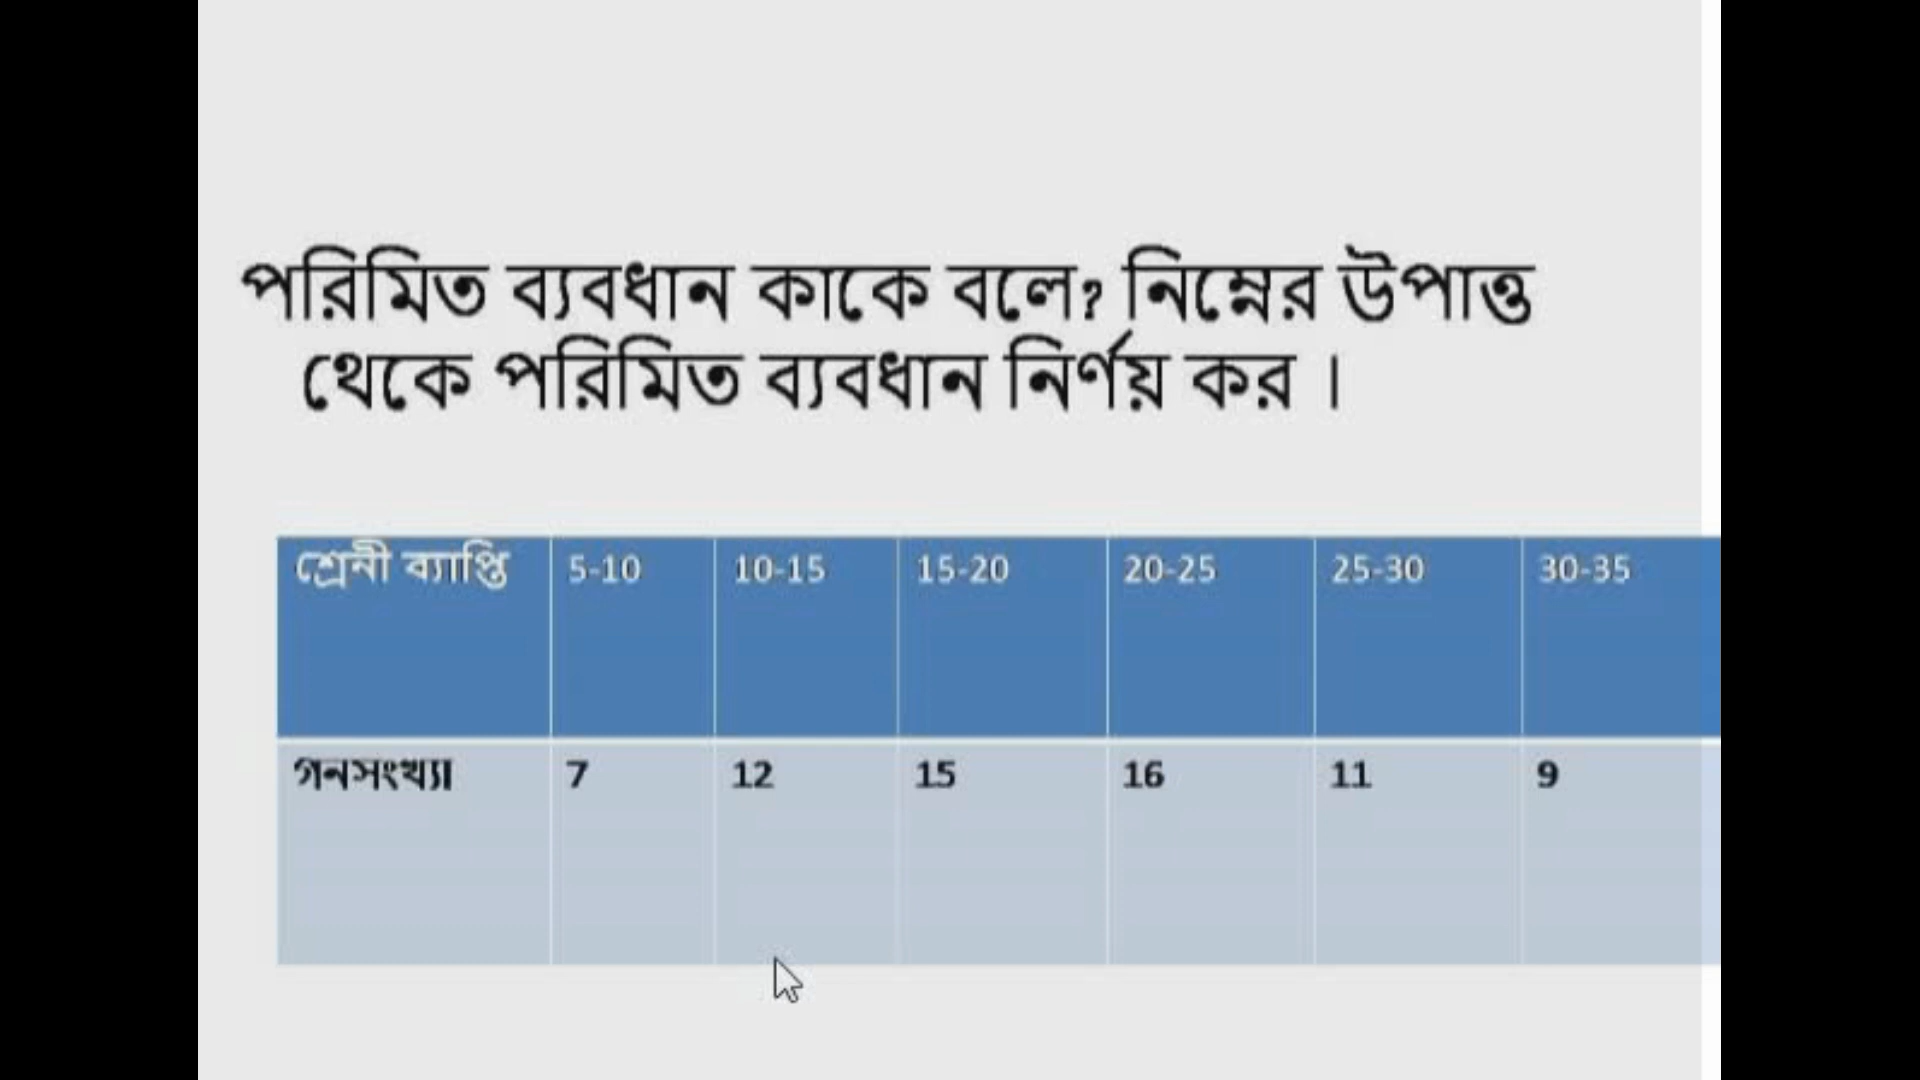 পরিমিত ব্যবধান কাকে বলে? নিম্নের উপাত্ত
থেকে পরিমিত ব্যবধান নির্ণয় কর ।
শ্রেনী ব্যাপ্তি 5-10 10-15 15-20 20-25 25-30 30-35
গনসংখ্যা 7 12 15 16 11 9